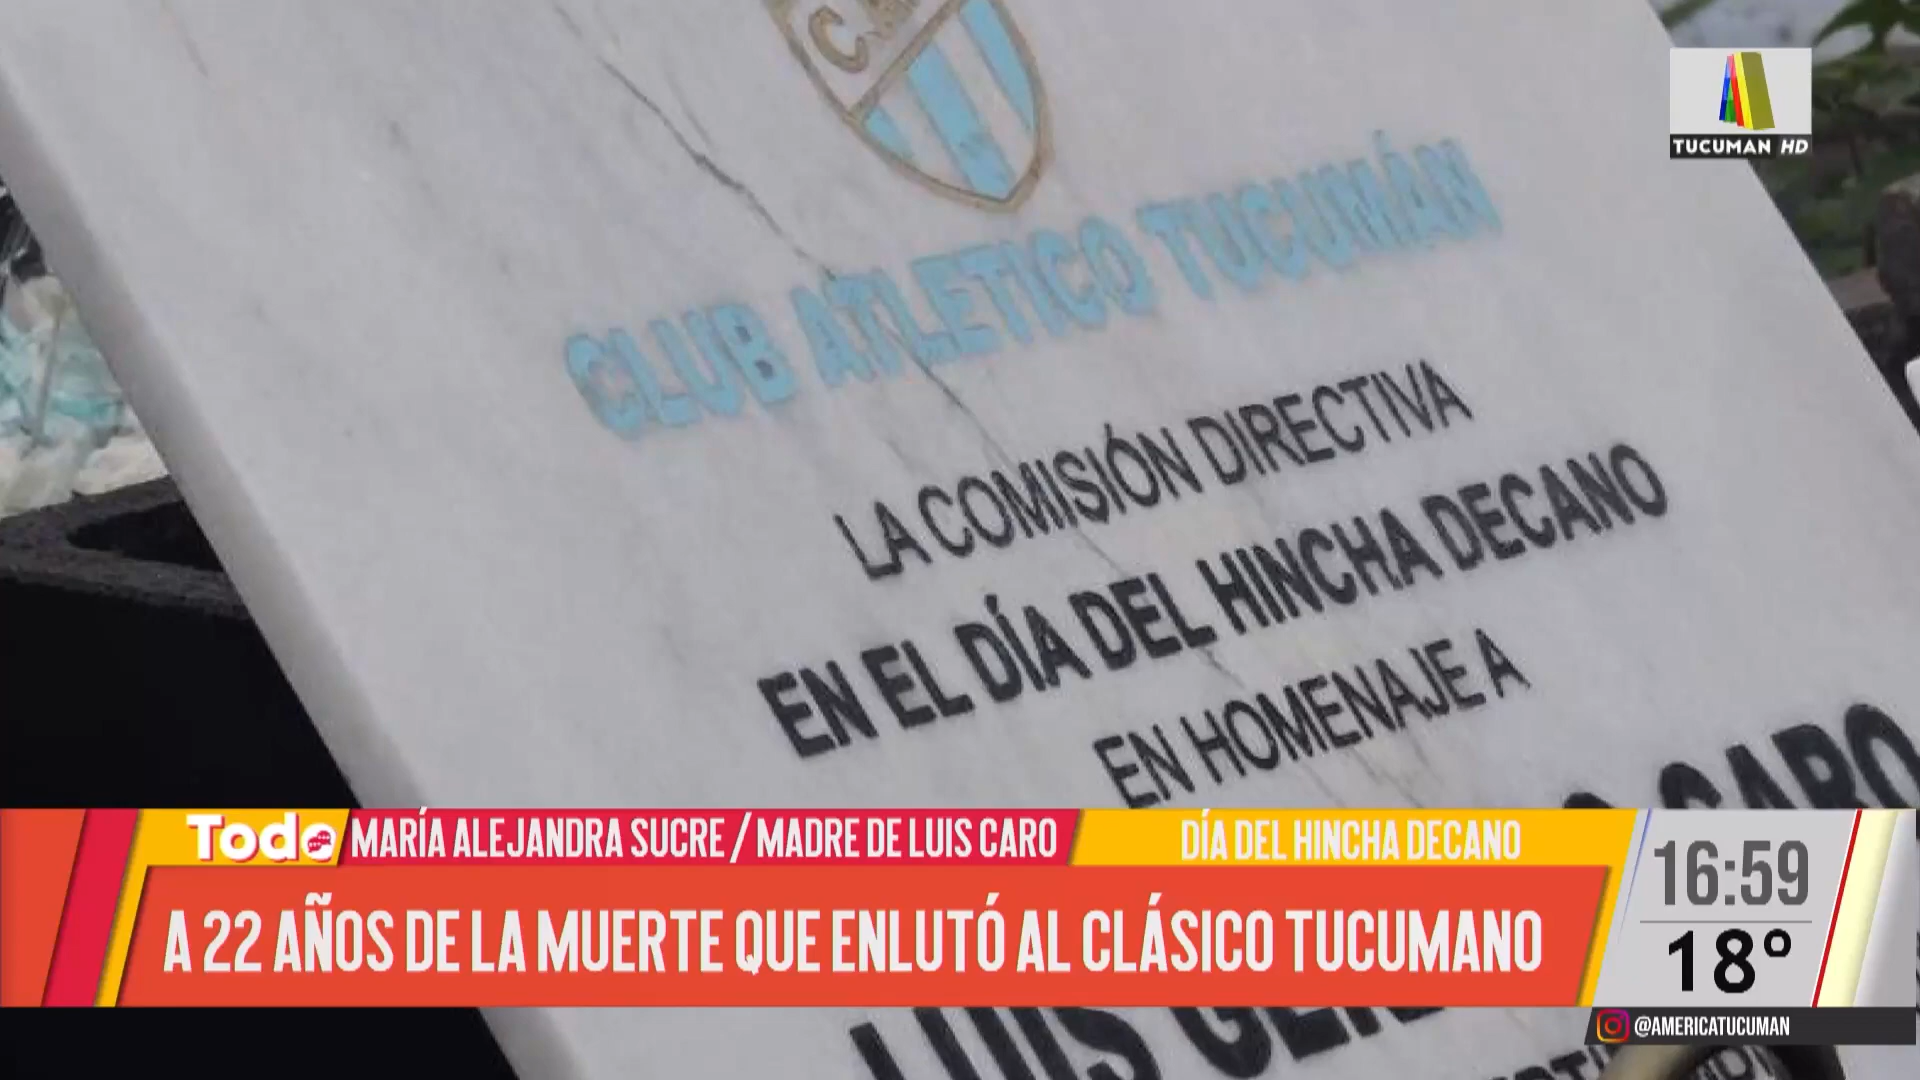 TUCUMAN HD
CLUB ATLETICO TUCUMÁN
LA COMISIÓN DIRECTIVA
EN EL DÍA DEL HINCHA DECANO
EN HOMENAJE A
LUIS CARO
Todo
MARÍA ALEJANDRA SUCRE / MADRE DE LUIS CARO
DÍA DEL HINCHA DECANO
A 22 AÑOS DE LA MUERTE QUE ENLUTÓ AL CLÁSICO TUCUMANO
16:59
18°
@AMERICATUCUMAN